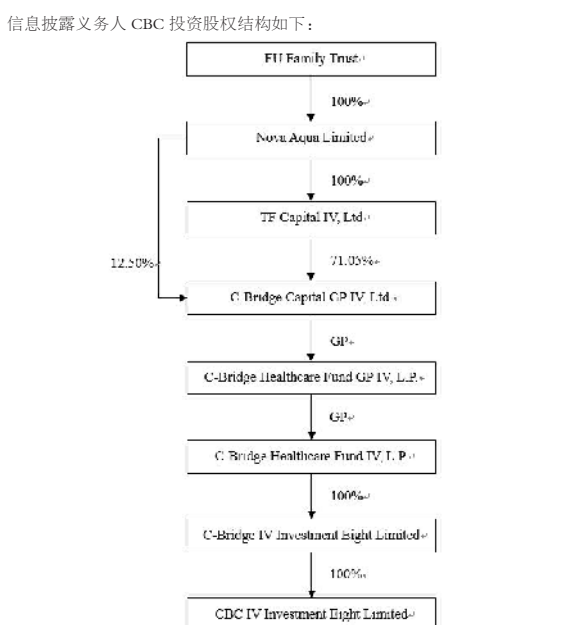 信息披露义务人 CBC 投资股权结构如下：
FU Family Trust
100%
Nova Aqua Limited
100%
TF Capital IV, Ltd
12.50%
71.05%
C-Bridge Capital GP IV, Ltd
GP
C-Bridge Healthcare Fund GP IV, L.P.
GP
C-Bridge Healthcare Fund IV, L.P.
100%
C-Bridge IV Investment Eight Limited
100%
CBC IV Investment Eight Limited